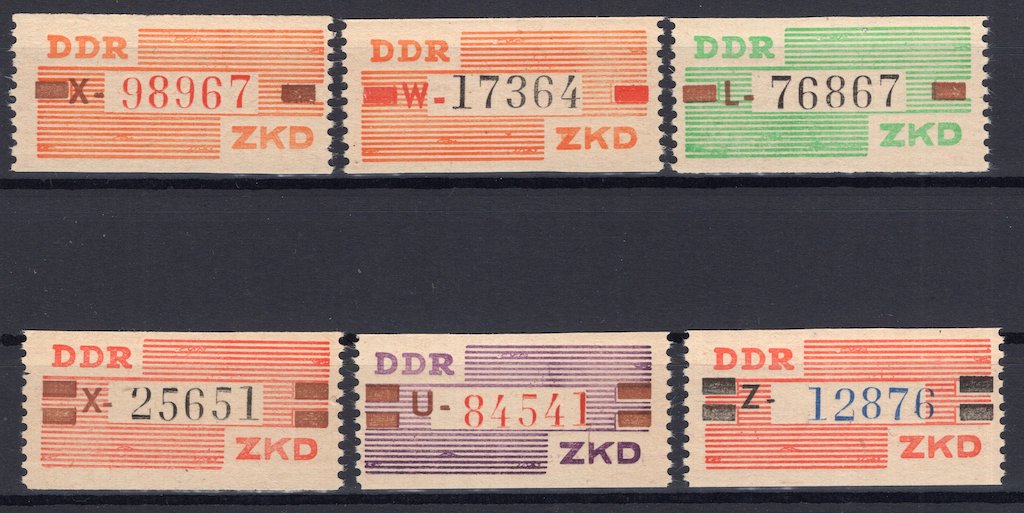 DDR
X- 98967
ZKD
DDR
W- 17364
ZKD
DDR
L- 76867
ZKD
DDR
X- 25651
ZKD
DDR
U- 84541
ZKD
DDR
Z- 12876
ZKD